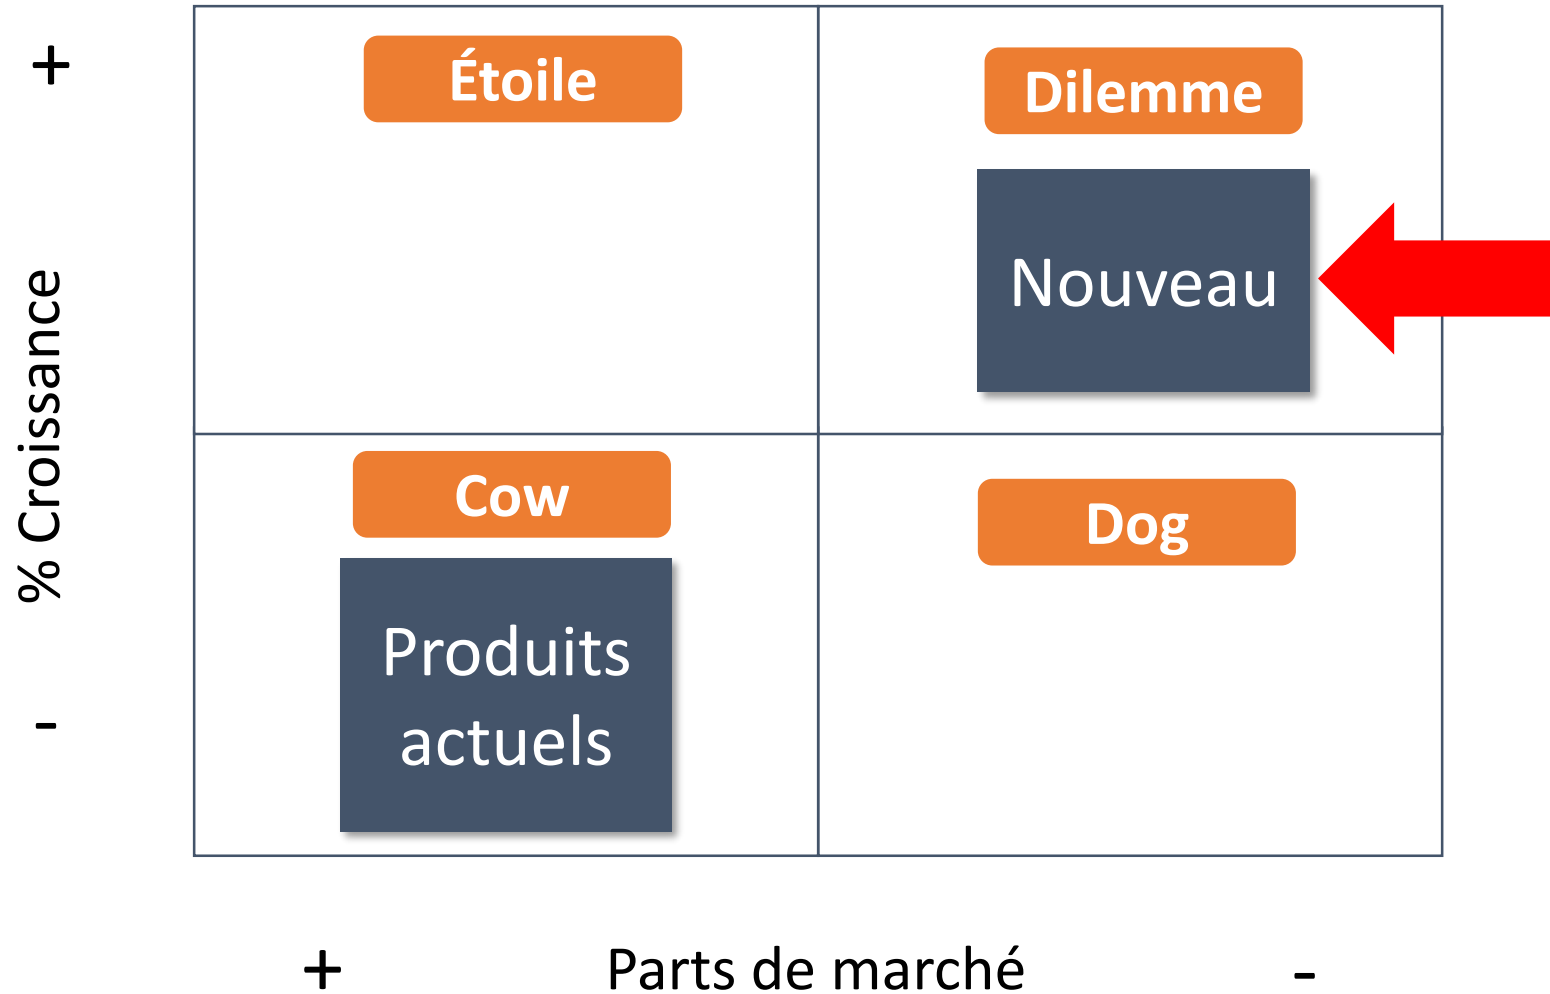 +
Étoile
Dilemme
Nouveau
% Croissance
Cow
Dog
Produits
actuels
-
+
Parts de marché
-